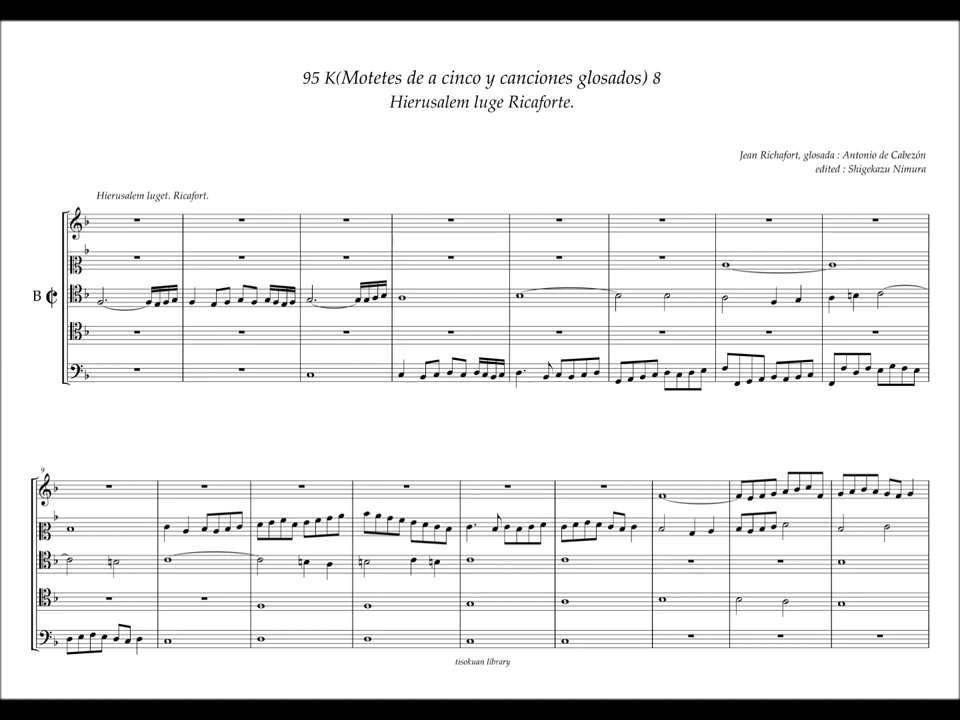 95 K(Motetes de a cinco y canciones glosados) 8
Hierusalem luge Ricaforte.
Jean Richafort, glosada : Antonio de Cabezón
edited : Shigekazu Nimura
Hierusalem luget. Ricafort.
B
9
tisokuan library